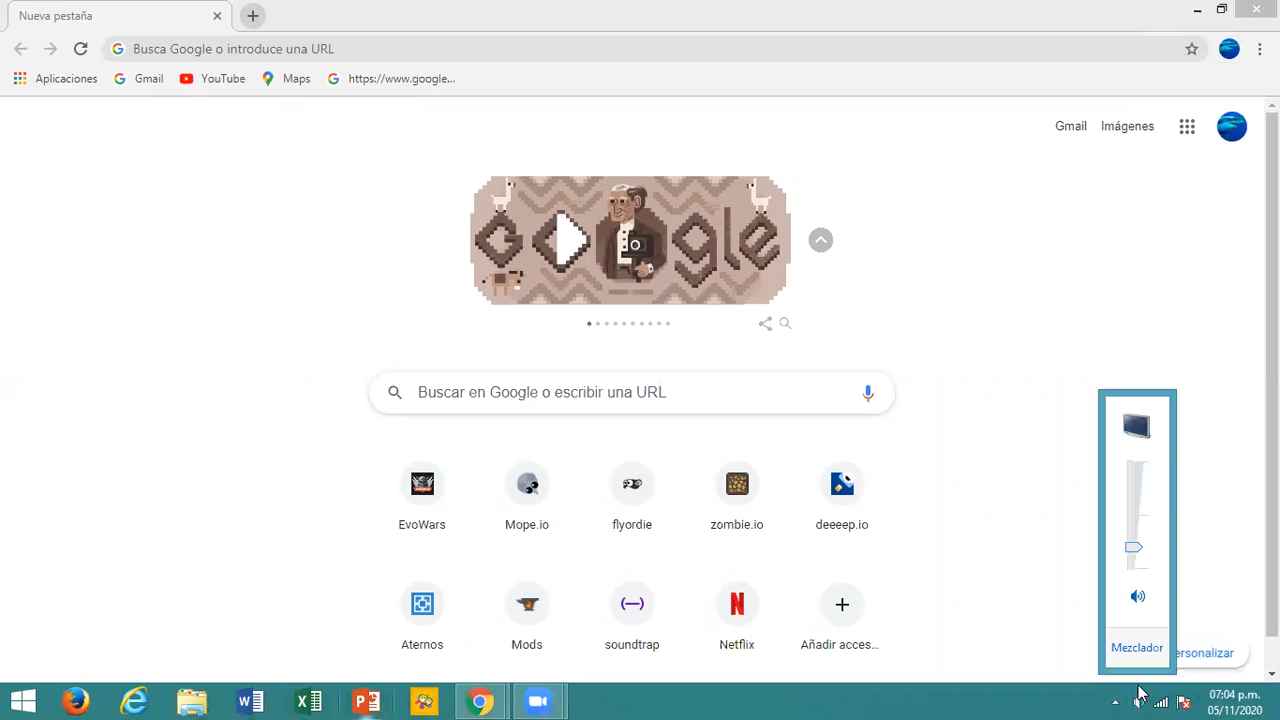 Nueva pestaña
Busca Google o introduce una URL
Aplicaciones Gmail YouTube Maps https://www.google...
Gmail Imágenes
Google
Buscar en Google o escribir una URL
EvoWars Mope.io flyordie zombie.io deeeep.io
Aternos Mods soundtrap Netflix Añadir acces...
Mezclador
ersonalizar
07:04 p.m.
05/11/2020